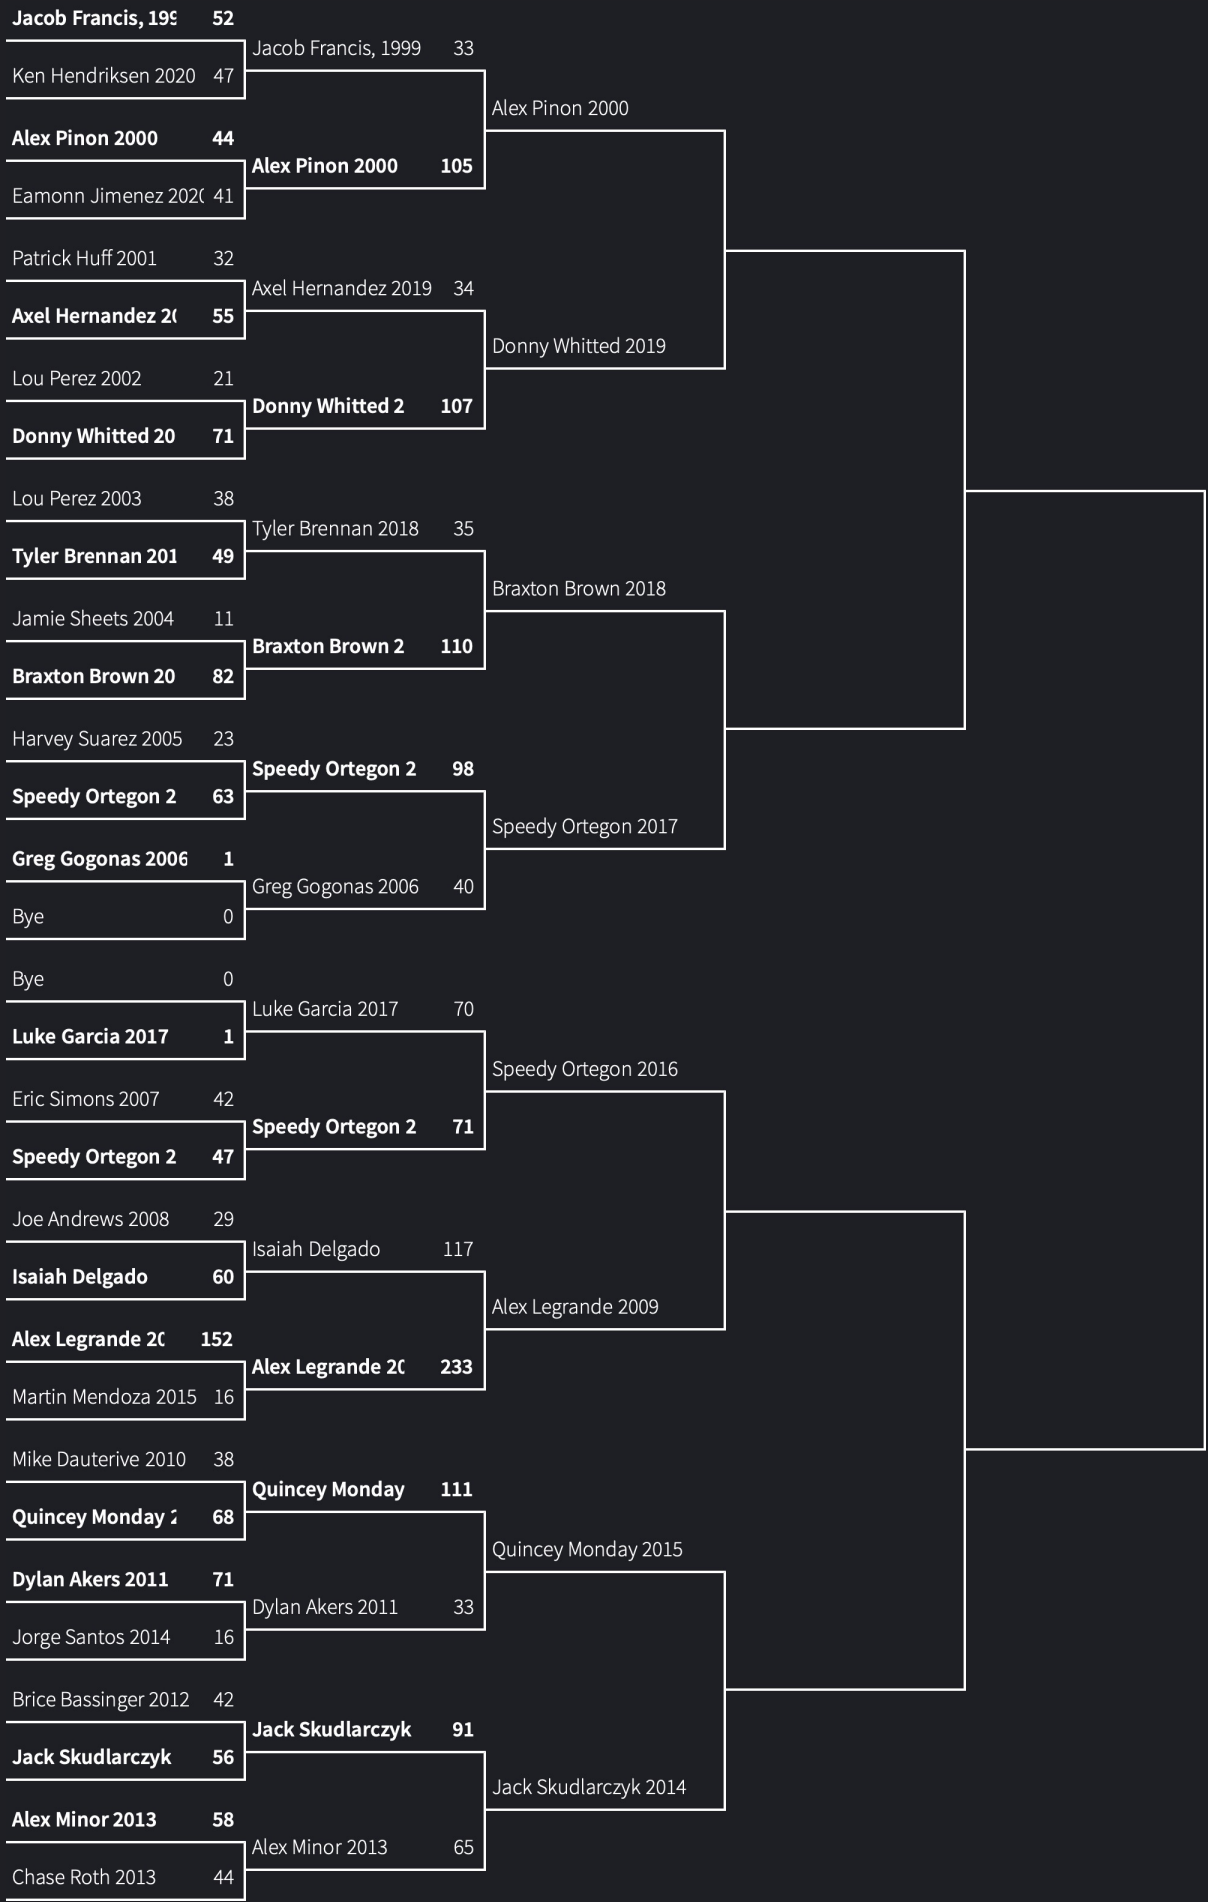 Jacob Francis, 199 52
Ken Hendriksen 2020 47
Alex Pinon 2000 44
Eamonn Jimenez 2020 41
Patrick Huff 2001 32
Axel Hernandez 20 55
Lou Perez 2002 21
Donny Whitted 20 71
Lou Perez 2003 38
Tyler Brennan 201 49
Jamie Sheets 2004 11
Braxton Brown 20 82
Harvey Suarez 2005 23
Speedy Ortegon 2 63
Greg Gogonas 2006 1
Bye 0
Bye 0
Luke Garcia 2017 1
Eric Simons 2007 42
Speedy Ortegon 2 47
Joe Andrews 2008 29
Isaiah Delgado 60
Alex Legrande 20 152
Martin Mendoza 2015 16
Mike Dauterive 2010 38
Quincey Monday 2 68
Dylan Akers 2011 71
Jorge Santos 2014 16
Brice Bassinger 2012 42
Jack Skudlarczyk 56
Alex Minor 2013 58
Chase Roth 2013 44
Jacob Francis, 1999 33
Alex Pinon 2000 105
Axel Hernandez 2019 34
Donny Whitted 2 107
Tyler Brennan 2018 35
Braxton Brown 2 110
Speedy Ortegon 2 98
Greg Gogonas 2006 40
Luke Garcia 2017 70
Speedy Ortegon 2 71
Isaiah Delgado 117
Alex Legrande 20 233
Quincey Monday 111
Dylan Akers 2011 33
Jack Skudlarczyk 91
Alex Minor 2013 65
Alex Pinon 2000
Donny Whitted 2019
Braxton Brown 2018
Speedy Ortegon 2017
Speedy Ortegon 2016
Alex Legrande 2009
Quincey Monday 2015
Jack Skudlarczyk 2014